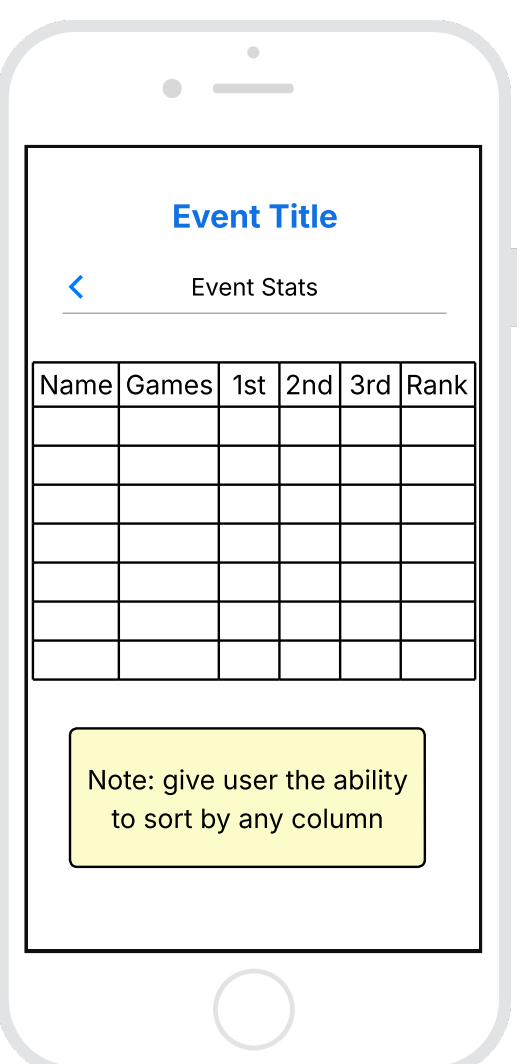 Event Title
Event Stats
Name Games 1st 2nd 3rd Rank
Note: give user the ability
to sort by any column